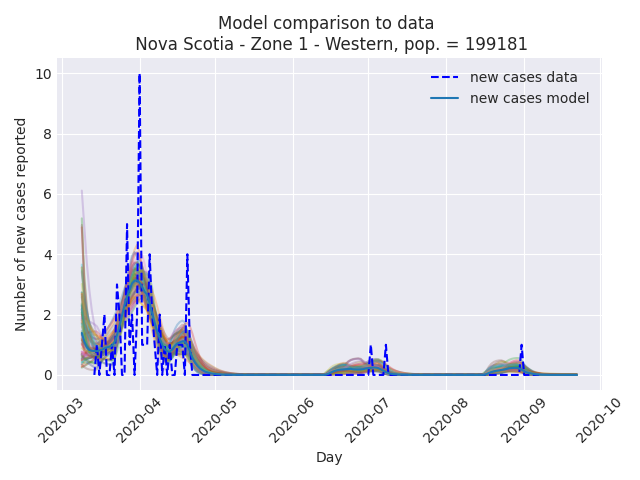 Model comparison to data
Nova Scotia - Zone 1 - Western, pop. = 199181
new cases data
new cases model
Number of new cases reported
10
8
6
4
2
0
2020-03
2020-04
2020-05
2020-06
2020-07
2020-08
2020-09
2020-10
Day